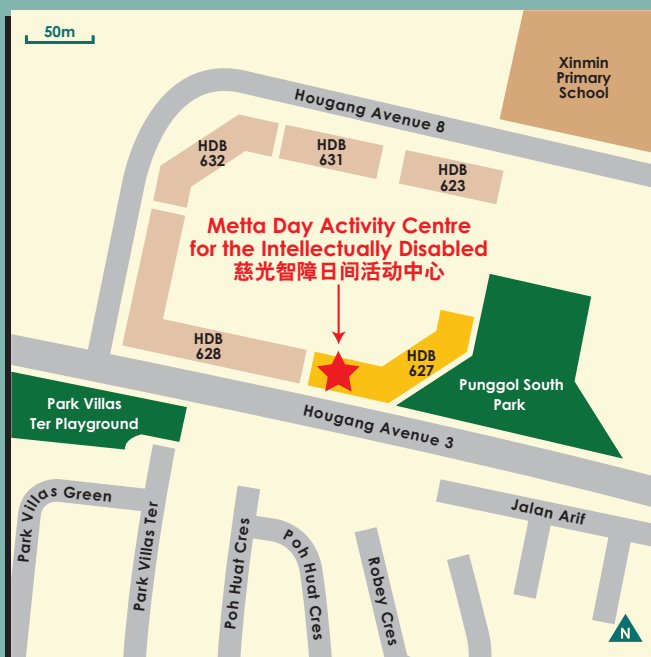 50m
Xinmin
Primary
School
Hougang Avenue 8
HDB
632
HDB
631
HDB
623
Metta Day Activity Centre
for the Intellectually Disabled
慈光智障日间活动中心
HDB
628
HDB
627
Punggol South
Park
Park Villas
Ter Playground
Hougang Avenue 3
Park Villas Green
Park Villas Ter
Poh Huat Cres
Poh Huat Cres
Robey Cres
Jalan Arif
N